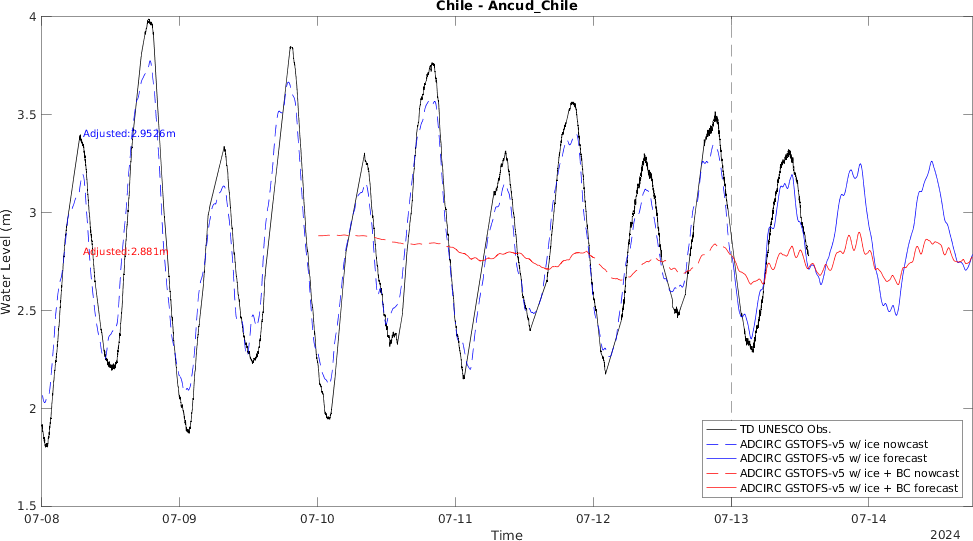 Chile - Ancud_Chile
Water Level (m)
4
3.5
3
2.5
2
1.5
Adjusted:2.9526m
Adjusted:2.881m
TD UNESCO Obs.
ADCIRC GSTOFS-v5 w/ ice nowcast
ADCIRC GSTOFS-v5 w/ ice forecast
ADCIRC GSTOFS-v5 w/ ice + BC nowcast
ADCIRC GSTOFS-v5 w/ ice + BC forecast
07-08 07-09 07-10 07-11 07-12 07-13 07-14
Time
2024